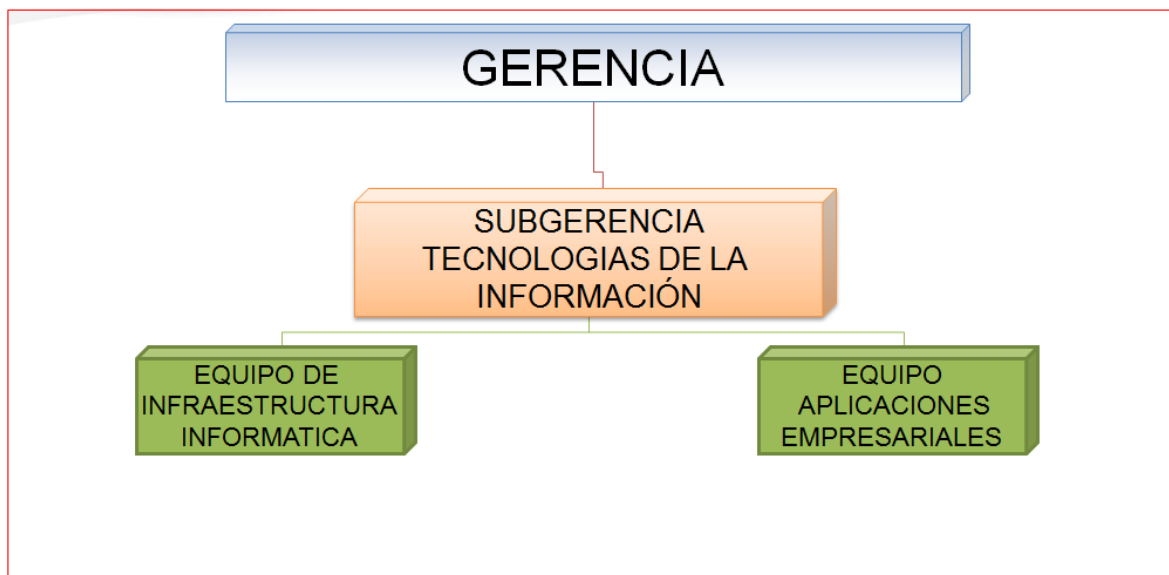 GERENCIA
SUBGERENCIA
TECNOLOGIAS DE LA
INFORMACIÓN
EQUIPO DE
INFRAESTRUCTURA
INFORMATICA
EQUIPO
APLICACIONES
EMPRESARIALES